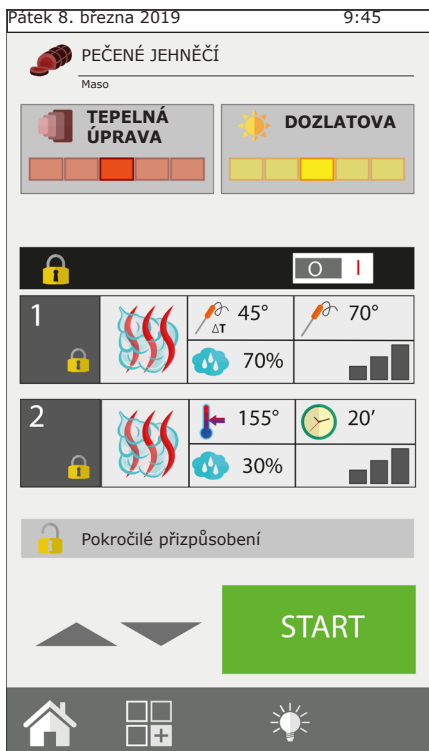 Pátek 8. března 2019 9:45
PEČENÉ JEHNĚČÍ
Maso
TEPELNÁ
ÚPRAVA
DOZLATOVA
O I
1
ΔT
45°
70°
70%
2
155°
20’
30%
Pokročilé přizpůsobení
START